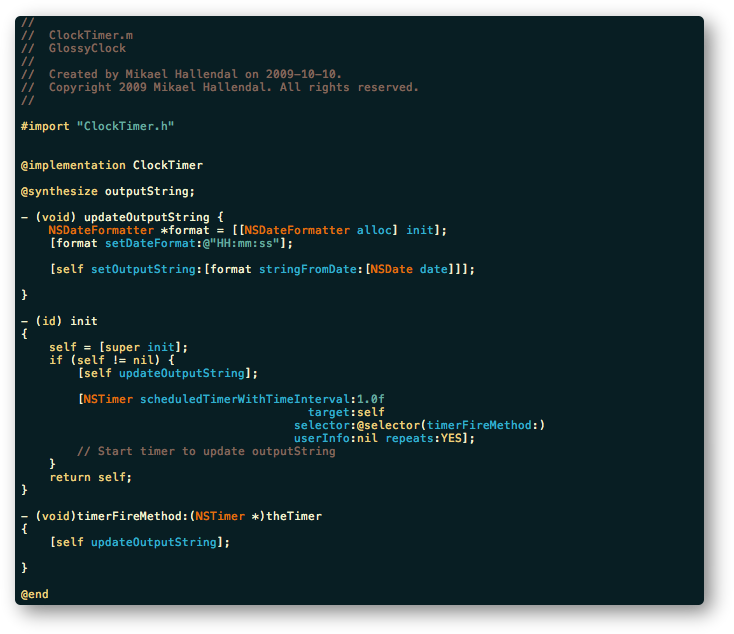 //
//  ClockTimer.m
//  GlossyClock
//
//  Created by Mikael Hallendal on 2009-10-10.
//  Copyright 2009 Mikael Hallendal. All rights reserved.
//
#import "ClockTimer.h"
@implementation ClockTimer
@synthesize outputString;
- (void) updateOutputString {
    NSDateFormatter *format = [[NSDateFormatter alloc] init];
    [format setDateFormat:@"HH:mm:ss"];
    [self setOutputString:[format stringFromDate:[NSDate date]]];
}
- (id) init
{
    self = [super init];
    if (self != nil) {
        [self updateOutputString];
        [NSTimer scheduledTimerWithTimeInterval:1.0f
                                         target:self
                                       selector:@selector(timerFireMethod:)
                                       userInfo:nil repeats:YES];
        // Start timer to update outputString
    }
    return self;
}
- (void)timerFireMethod:(NSTimer *)theTimer
{
    [self updateOutputString];
}
@end